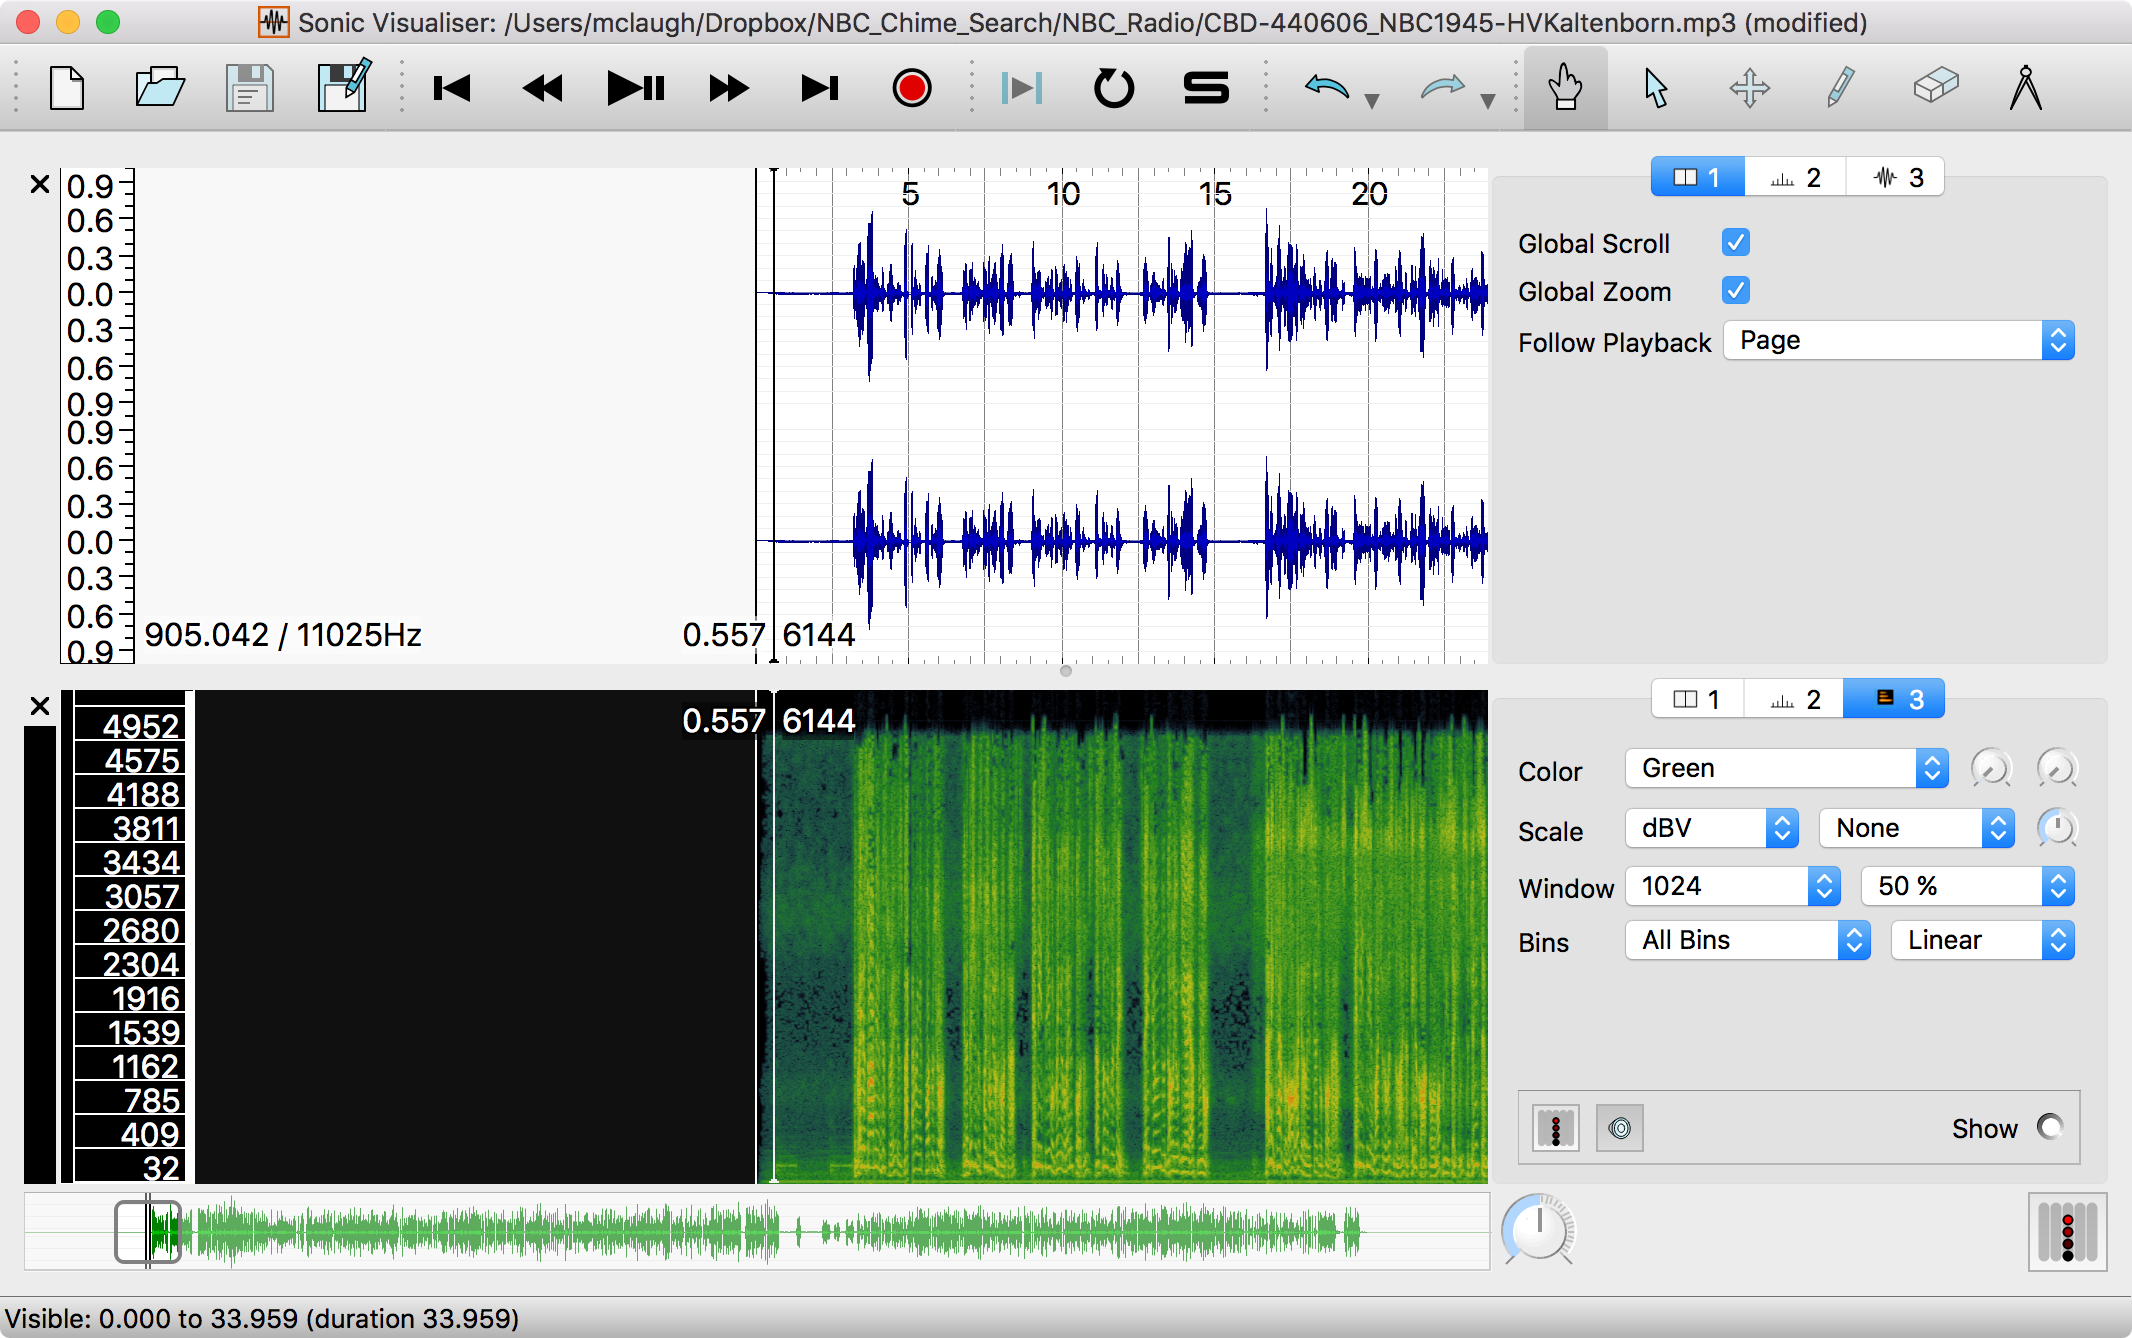 Sonic Visualiser: /Users/mclaugh/Dropbox/NBC_Chime_Search/NBC_Radio/CBD-440606_NBC1945-HVKaltenborn.mp3 (modified)
0.9
0.6
0.3
0.0
0.3
0.6
0.9
0.9
0.6
0.3
0.0
0.3
0.6
0.9
5 10 15 20
905.042 / 11025Hz
0.557 6144
1 2 3
Global Scroll
Global Zoom
Follow Playback Page
4952
4575
4188
3811
3434
3057
2680
2304
1916
1539
1162
785
409
32
0.557 6144
1 2 3
Color Green
Scale dBV None
Window 1024 50 %
Bins All Bins Linear
Show
Visible: 0.000 to 33.959 (duration 33.959)